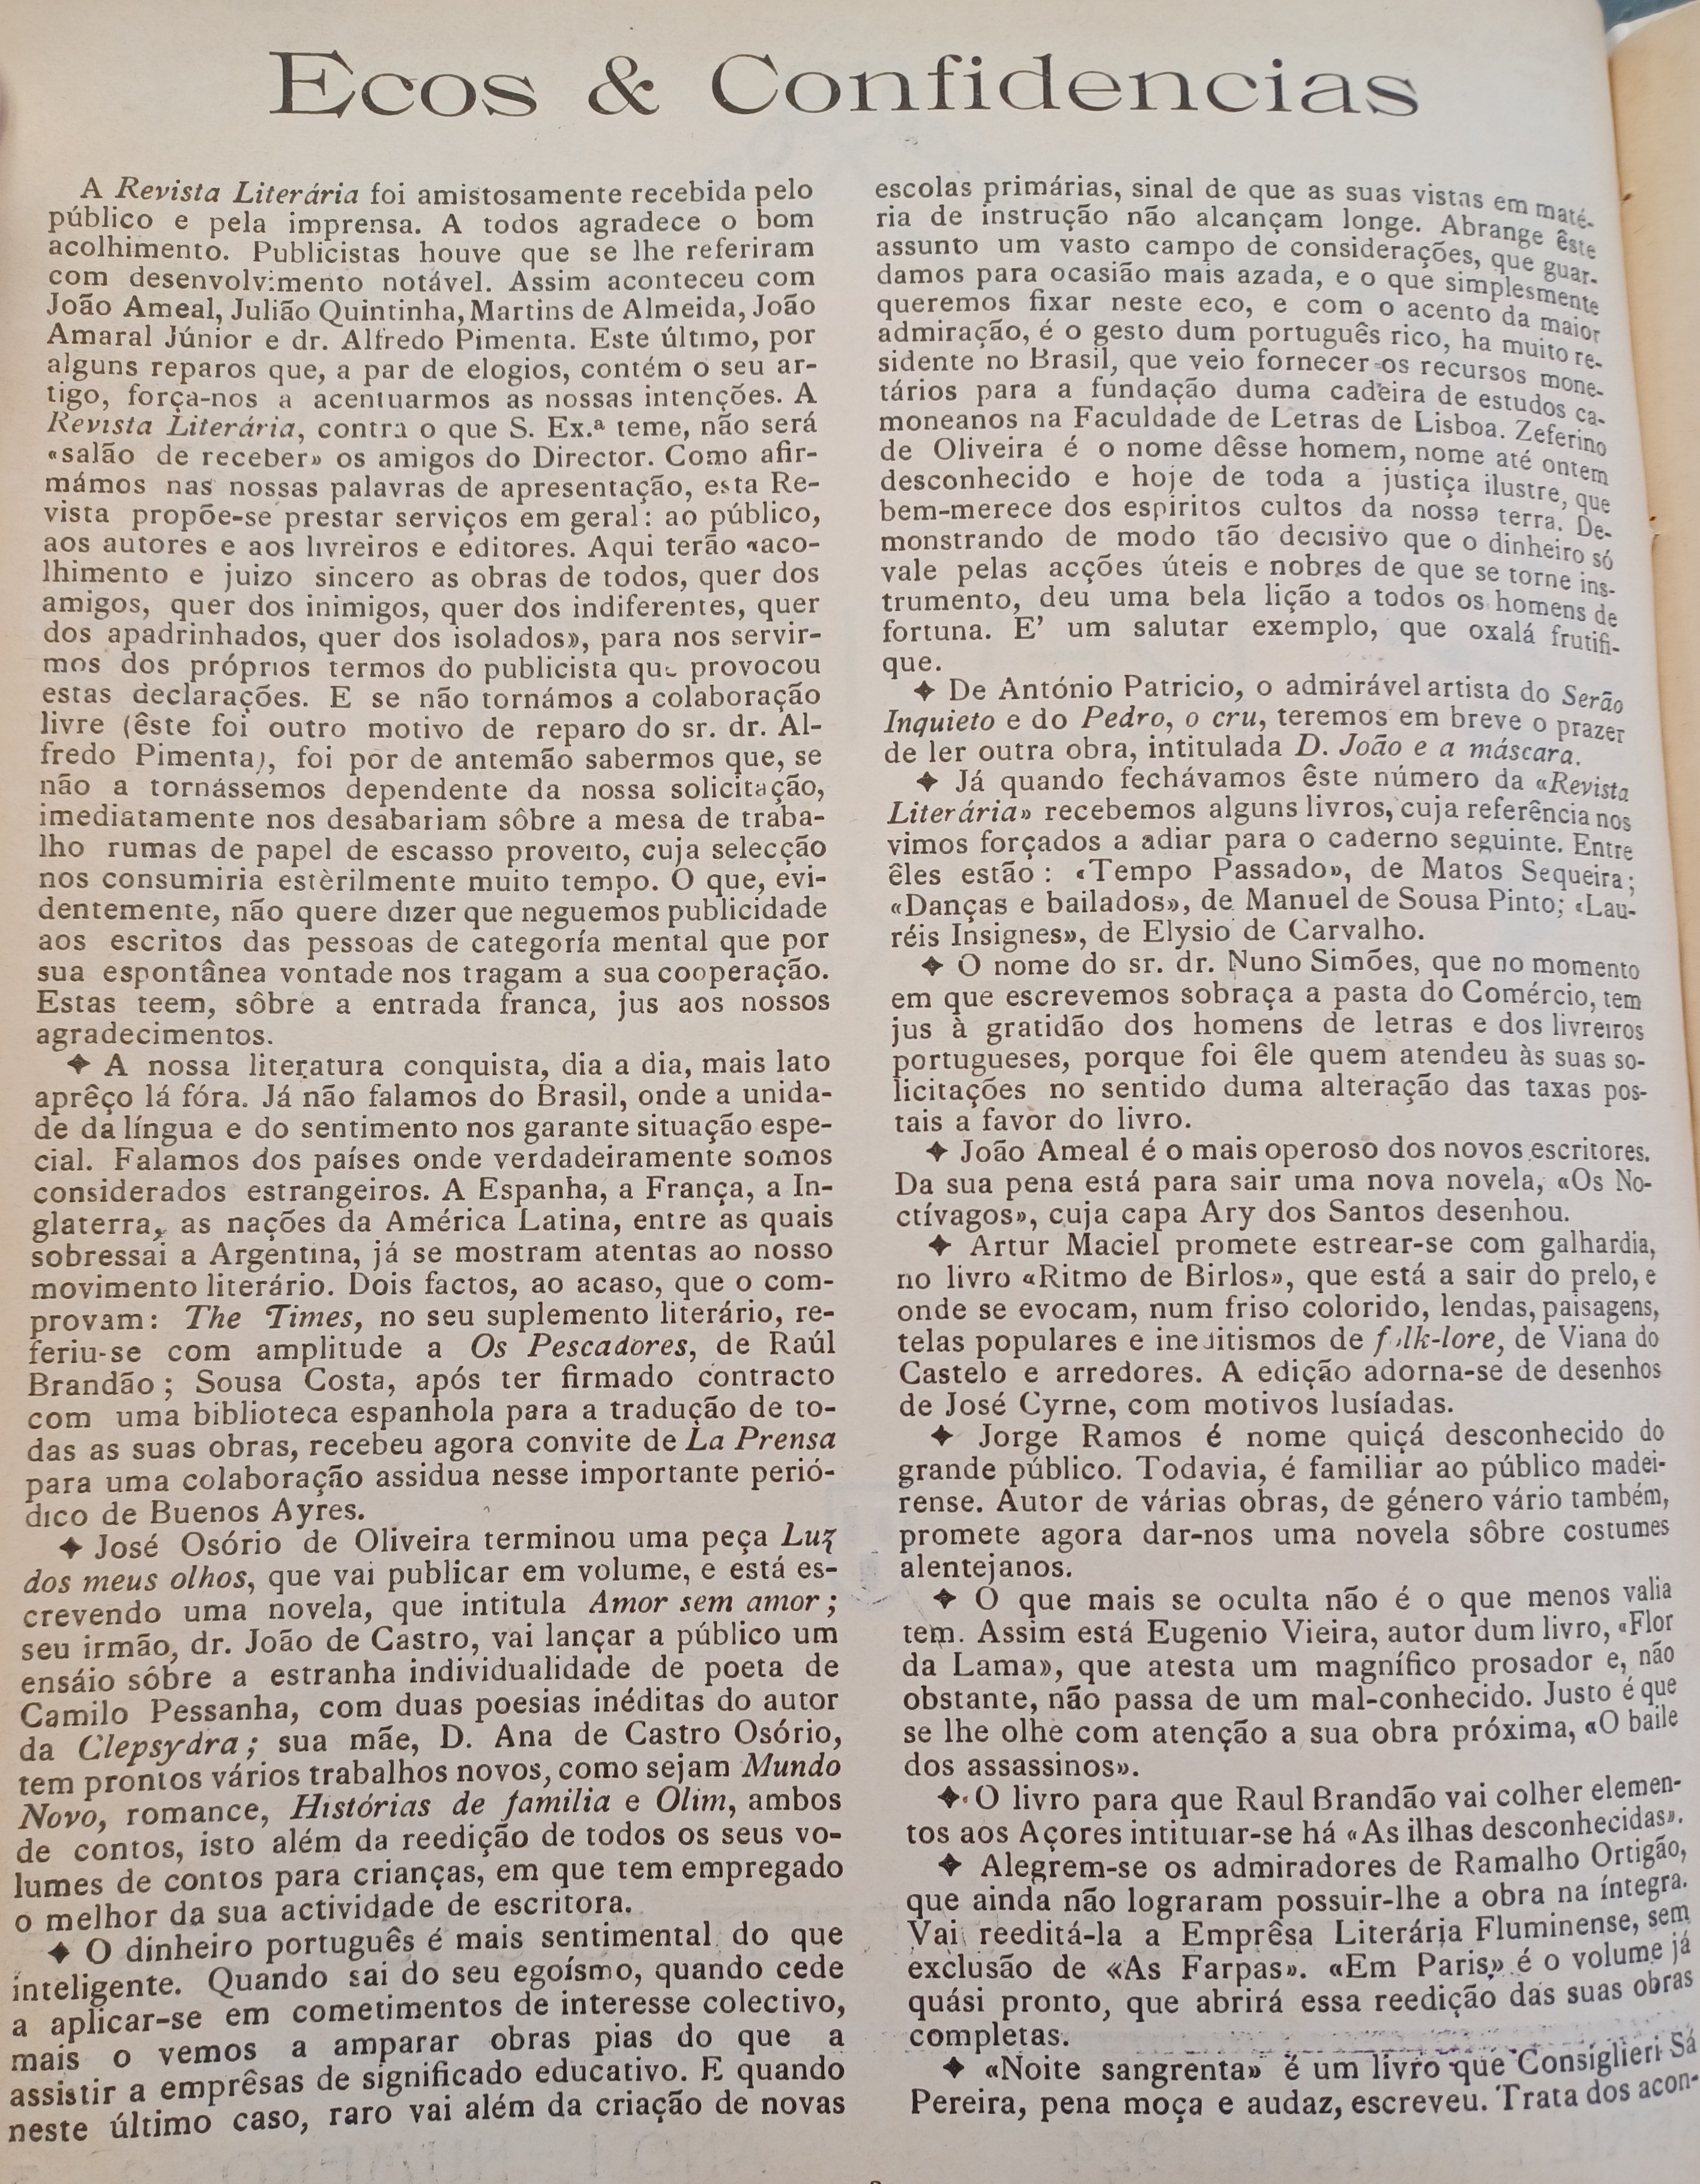 Ecos & Confidencias
A Revista Literária foi amistosamente recebida pelo
público e pela imprensa. A todos agradece o bom
acolhimento. Publicistas houve que se lhe referiram
com desenvolvimento notável. Assim aconteceu com
João Ameal, Julião Quintinha, Martins de Almeida, João
Amaral Júnior e dr. Alfredo Pimenta. Este último, por
alguns reparos que, a par de elogios, contém o seu ar-
tigo, força-nos a acentuarmos as nossas intenções. A
Revista Literária, contra o que S. Ex.ª teme, não será
«salão de receber» os amigos do Director. Como afir-
mámos nas nossas palavras de apresentação, esta Re-
vista propõe-se prestar serviços em geral: ao público,
aos autores e aos livreiros e editores. Aqui terão «aco-
lhimento e juizo sincero as obras de todos, quer dos
amigos, quer dos inimigos, quer dos indiferentes, quer
dos apadrinhados, quer dos isolados», para nos servir-
mos dos próprios termos do publicista que provocou
estas declarações. E se não tornámos a colaboração
livre (êste foi outro motivo de reparo do sr. dr. Al-
fredo Pimenta), foi por de antemão sabermos que, se
não a tornássemos dependente da nossa solicitação,
imediatamente nos desabariam sôbre a mesa de traba-
lho rumas de papel de escasso proveito, cuja selecção
nos consumiria estèrilmente muito tempo. O que, evi-
dentemente, não quere dizer que neguemos publicidade
aos escritos das pessoas de categoría mental que por
sua espontânea vontade nos tragam a sua cooperação.
Estas teem, sôbre a entrada franca, jus aos nossos
agradecimentos.
✦ A nossa literatura conquista, dia a dia, mais lato
aprêço lá fóra. Já não falamos do Brasil, onde a unida-
de da língua e do sentimento nos garante situação espe-
cial. Falamos dos países onde verdadeiramente somos
considerados estrangeiros. A Espanha, a França, a In-
glaterra, as nações da América Latina, entre as quais
sobressai a Argentina, já se mostram atentas ao nosso
movimento literário. Dois factos, ao acaso, que o com-
provam: The Times, no seu suplemento literário, re-
feriu-se com amplitude a Os Pescadores, de Raúl
Brandão; Sousa Costa, após ter firmado contracto
com uma biblioteca espanhola para a tradução de to-
das as suas obras, recebeu agora convite de La Prensa
para uma colaboração assidua nesse importante perió-
dico de Buenos Ayres.
✦ José Osório de Oliveira terminou uma peça Luz
dos meus olhos, que vai publicar em volume, e está es-
crevendo uma novela, que intitula Amor sem amor;
seu irmão, dr. João de Castro, vai lançar a público um
ensáio sôbre a estranha individualidade de poeta de
Camilo Pessanha, com duas poesias inéditas do autor
da Clepsydra; sua mãe, D. Ana de Castro Osório,
tem prontos vários trabalhos novos, como sejam Mundo
Novo, romance, Histórias de familia e Olim, ambos
de contos, isto além da reedição de todos os seus vo-
lumes de contos para crianças, em que tem empregado
o melhor da sua actividade de escritora.
✦ O dinheiro português é mais sentimental do que
inteligente. Quando sai do seu egoísmo, quando cede
a aplicar-se em cometimentos de interesse colectivo,
mais o vemos a amparar obras pias do que a
assistir a emprêsas de significado educativo. E quando
neste último caso, raro vai além da criação de novas
escolas primárias, sinal de que as suas vistas em maté-
ria de instrução não alcançam longe. Abrange êste
assunto um vasto campo de considerações, que guar-
damos para ocasião mais azada, e o que simplesmente
queremos fixar neste eco, e com o acento da maior
admiração, é o gesto dum português rico, ha muito re-
sidente no Brasil, que veio fornecer os recursos mone-
tários para a fundação duma cadeira de estudos ca-
moneanos na Faculdade de Letras de Lisboa. Zeferino
de Oliveira é o nome dêsse homem, nome até ontem
desconhecido e hoje de toda a justiça ilustre, que
bem-merece dos espíritos cultos da nossa terra. De-
monstrando de modo tão decisivo que o dinheiro só
vale pelas acções úteis e nobres de que se torne ins-
trumento, deu uma bela lição a todos os homens de
fortuna. E' um salutar exemplo, que oxalá frutifi-
que.
✦ De António Patricio, o admirável artista do Serão
Inquieto e do Pedro, o cru, teremos em breve o prazer
de ler outra obra, intitulada D. João e a máscara.
✦ Já quando fechávamos êste número da «Revista
Literária» recebemos alguns livros, cuja referência nos
vimos forçados a adiar para o caderno seguinte. Entre
êles estão: «Tempo Passado», de Matos Sequeira;
«Danças e bailados», de Manuel de Sousa Pinto; «Lau-
réis Insignes», de Elysio de Carvalho.
✦ O nome do sr. dr. Nuno Simões, que no momento
em que escrevemos sobraça a pasta do Comércio, tem
jus à gratidão dos homens de letras e dos livreiros
portugueses, porque foi êle quem atendeu às suas so-
licitações no sentido duma alteração das taxas pos-
tais a favor do livro.
✦ João Ameal é o mais operoso dos novos escritores.
Da sua pena está para sair uma nova novela, «Os No-
ctívagos», cuja capa Ary dos Santos desenhou.
✦ Artur Maciel promete estrear-se com galhardia,
no livro «Ritmo de Birlos», que está a sair do prelo, e
onde se evocam, num friso colorido, lendas, paisagens,
telas populares e ineditismos de folk-lore, de Viana do
Castelo e arredores. A edição adorna-se de desenhos
de José Cyrne, com motivos lusíadas.
✦ Jorge Ramos é nome quiçá desconhecido do
grande público. Todavia, é familiar ao público madei-
rense. Autor de várias obras, de género vário também,
promete agora dar-nos uma novela sôbre costumes
alentejanos.
✦ O que mais se oculta não é o que menos valia
tem. Assim está Eugenio Vieira, autor dum livro, «Flor
da Lama», que atesta um magnífico prosador e, não
obstante, não passa de um mal-conhecido. Justo é que
se lhe olhe com atenção a sua obra próxima, «O baile
dos assassinos».
✦ O livro para que Raul Brandão vai colher elemen-
tos aos Açores intitular-se há «As ilhas desconhecidas».
✦ Alegrem-se os admiradores de Ramalho Ortigão,
que ainda não lograram possuir-lhe a obra na íntegra.
Vai reeditá-la a Emprêsa Literária Fluminense, sem
exclusão de «As Farpas». «Em Paris» é o volume já
quási pronto, que abrirá essa reedição das suas obras
completas.
✦ «Noite sangrenta» é um livro que Consiglieri Sá
Pereira, pena moça e audaz, escreveu. Trata dos acon-